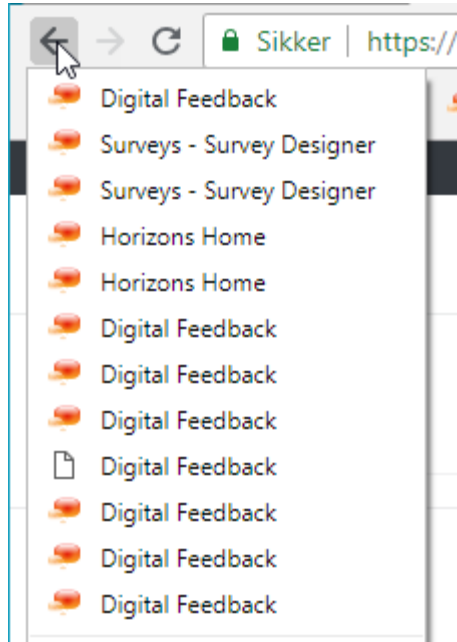 Sikker | https://
Digital Feedback
Surveys - Survey Designer
Surveys - Survey Designer
Horizons Home
Horizons Home
Digital Feedback
Digital Feedback
Digital Feedback
Digital Feedback
Digital Feedback
Digital Feedback
Digital Feedback